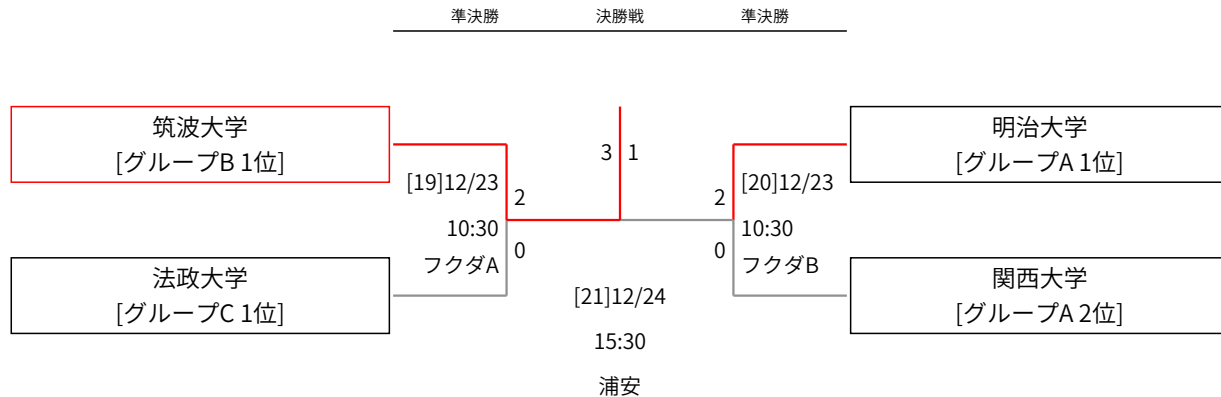 準決勝 決勝戦 準決勝
筑波大学
[グループB 1位]
明治大学
[グループA 1位]
3 1
[19]12/23
2
10:30
0
フクダA
2
[20]12/23
10:30
0
フクダB
法政大学
[グループC 1位]
関西大学
[グループA 2位]
[21]12/24
15:30
浦安